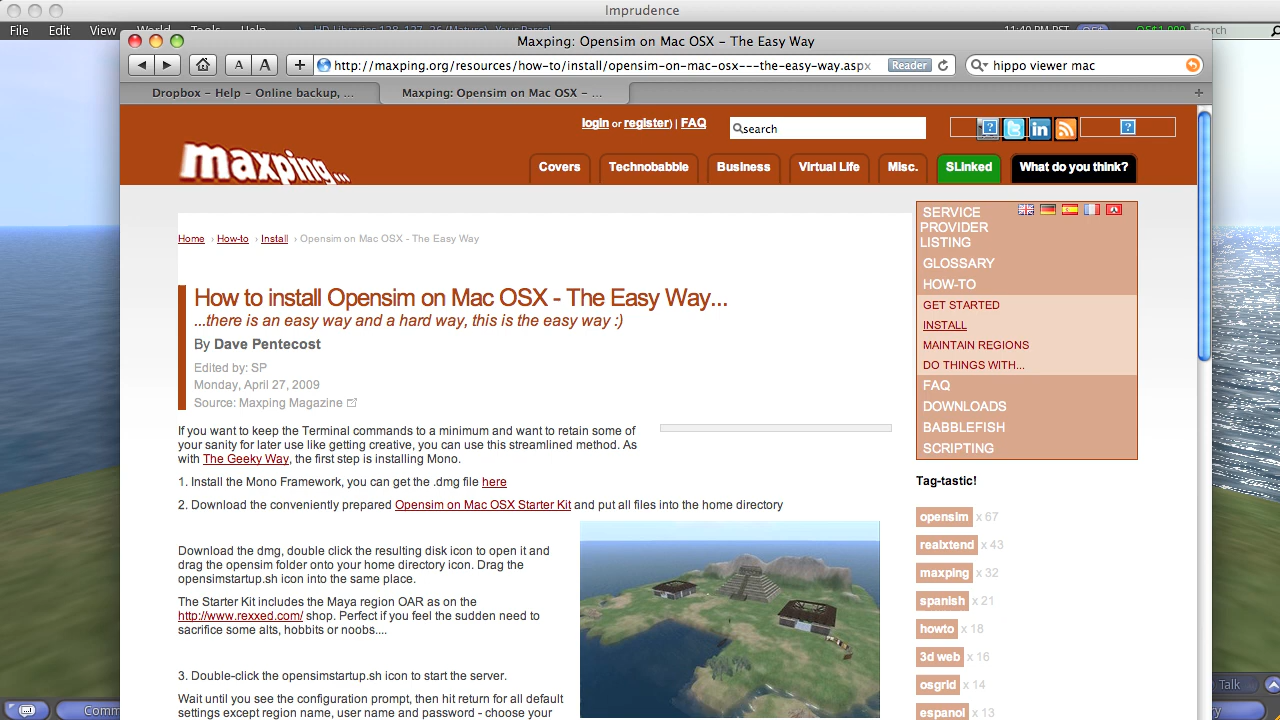 Imprudence
File Edit View World Tools Help
11:40 PM PST OS$ OS$1,000 Search
Maxping: Opensim on Mac OSX – The Easy Way
A A + http://maxping.org/resources/how-to/install/opensim-on-mac-osx---the-easy-way.aspx Reader hippo viewer mac
Dropbox – Help – Online backup, ... Maxping: Opensim on Mac OSX – ... +
login or register) | FAQ search
maxping...
Covers Technobabble Business Virtual Life Misc. SLinked What do you think?
Home › How-to › Install › Opensim on Mac OSX - The Easy Way
How to install Opensim on Mac OSX - The Easy Way...
...there is an easy way and a hard way, this is the easy way :)
By Dave Pentecost
Edited by: SP
Monday, April 27, 2009
Source: Maxping Magazine
If you want to keep the Terminal commands to a minimum and want to retain some of
your sanity for later use like getting creative, you can use this streamlined method. As
with The Geeky Way, the first step is installing Mono.
1. Install the Mono Framework, you can get the .dmg file here
2. Download the conveniently prepared Opensim on Mac OSX Starter Kit and put all files into the home directory
Download the dmg, double click the resulting disk icon to open it and
drag the opensim folder onto your home directory icon. Drag the
opensimstartup.sh icon into the same place.
The Starter Kit includes the Maya region OAR as on the
http://www.rexxed.com/ shop. Perfect if you feel the sudden need to
sacrifice some alts, hobbits or noobs....
3. Double-click the opensimstartup.sh icon to start the server.
Wait until you see the configuration prompt, then hit return for all default
settings except region name, user name and password - choose your
SERVICE
PROVIDER
LISTING
GLOSSARY
HOW-TO
GET STARTED
INSTALL
MAINTAIN REGIONS
DO THINGS WITH...
FAQ
DOWNLOADS
BABBLEFISH
SCRIPTING
Tag-tastic!
opensim x 67
realxtend x 43
maxping x 32
spanish x 21
howto x 18
3d web x 16
osgrid x 14
espanol x 13
Talk
Comm